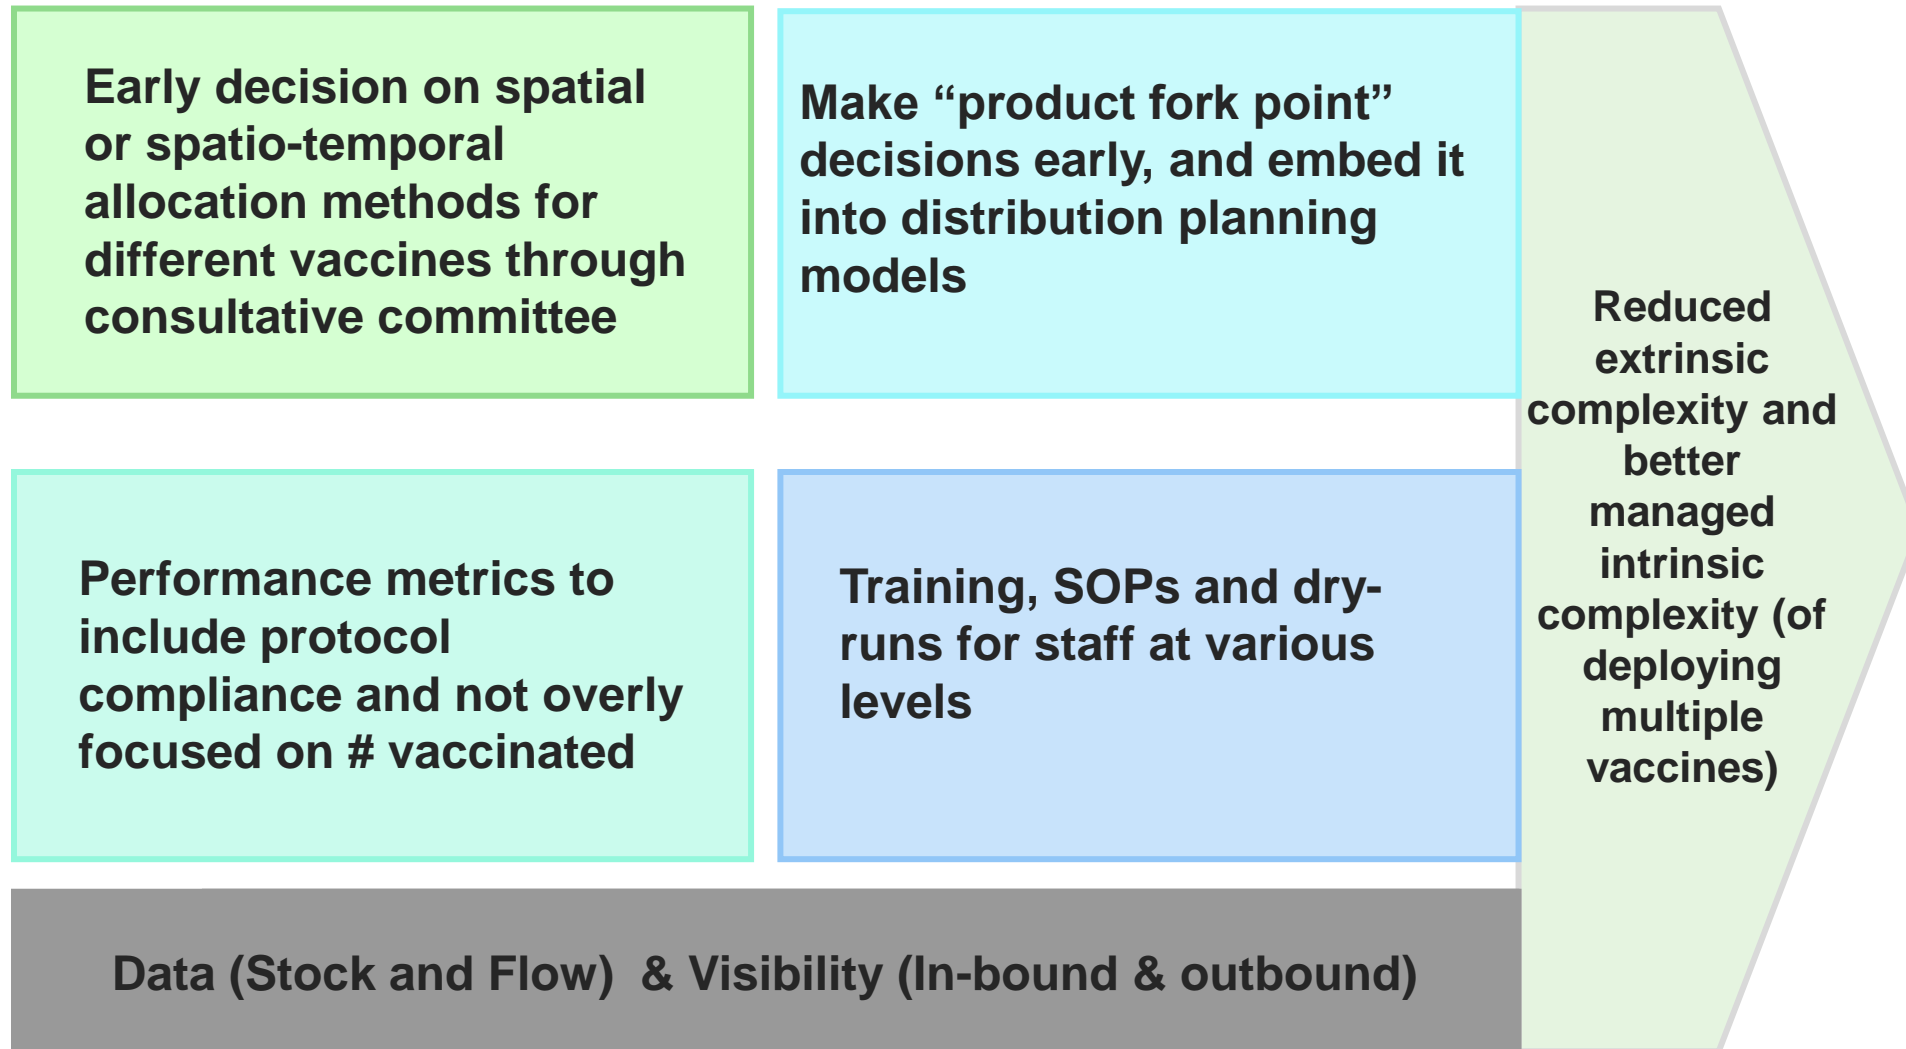 Early decision on spatial
or spatio-temporal
allocation methods for
different vaccines through
consultative committee
Make “product fork point”
decisions early, and embed it
into distribution planning
models
Performance metrics to
include protocol
compliance and not overly
focused on # vaccinated
Training, SOPs and dry-
runs for staff at various
levels
Data (Stock and Flow)  & Visibility (In-bound & outbound)
Reduced
extrinsic
complexity and
better
managed
intrinsic
complexity (of
deploying
multiple
vaccines)